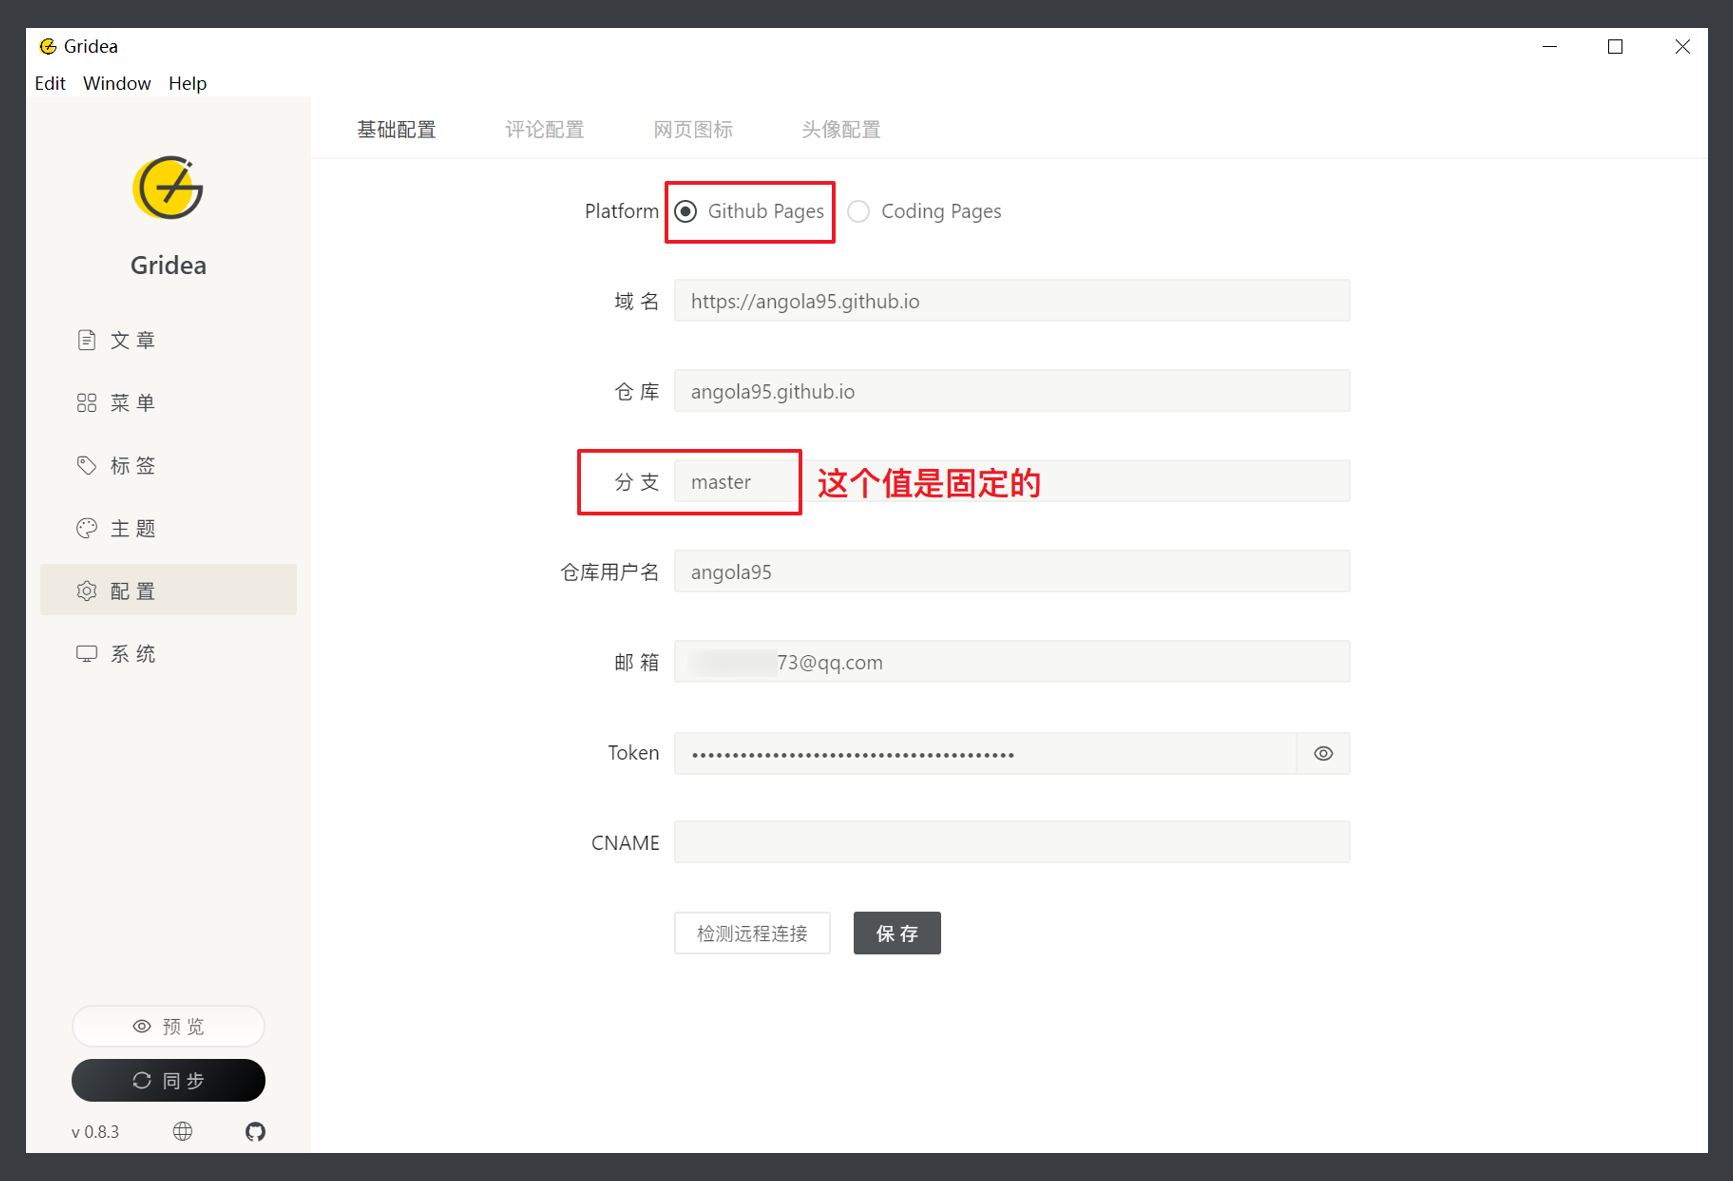 Gridea
Edit Window Help
基础配置 评论配置 网页图标 头像配置
Gridea
文章
菜单
标签
主题
配置
系统
预览
同步
v 0.8.3
Platform Github Pages Coding Pages
域名 https://angola95.github.io
仓库 angola95.github.io
分支 master 这个值是固定的
仓库用户名 angola95
邮箱 73@qq.com
Token ••••••••••••••••••••••••••••••••••••••••
CNAME
检测远程连接 保存